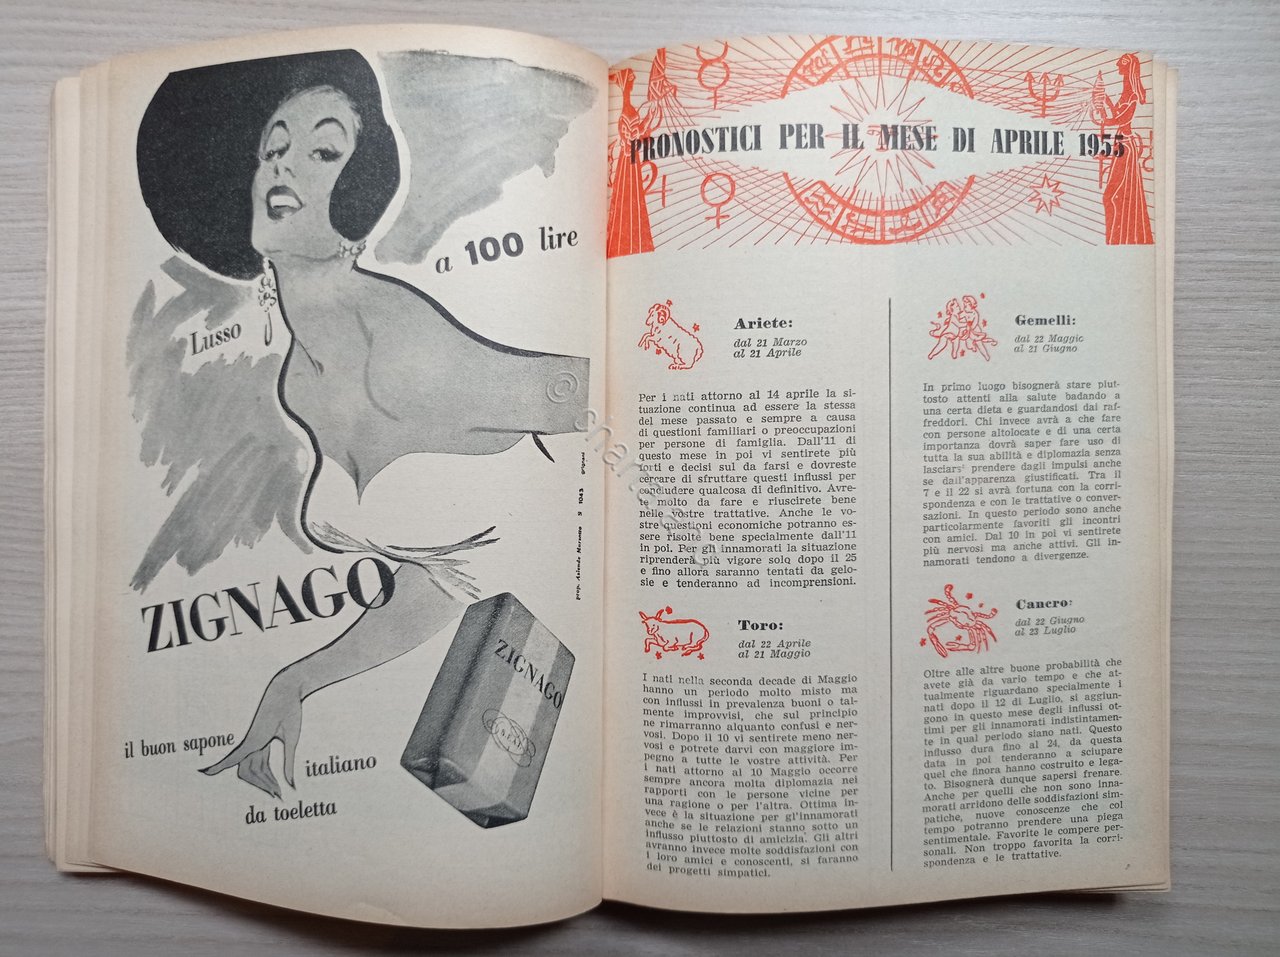 a 100 lire
Lusso
ZIGNAGO
ZIGNAGO
il buon sapone
italiano
da toeletta
prop. Aziende Marzotto SI 1043 Grignani
PRONOSTICI PER IL MESE DI APRILE 1955
Ariete:
dal 21 Marzo
al 21 Aprile
Per i nati attorno al 14 aprile la si-
tuazione continua ad essere la stessa
del mese passato e sempre a causa
di questioni familiari o preoccupazioni
per persone di famiglia. Dall'11 di
questo mese in poi vi sentirete più
forti e decisi sul da farsi e dovreste
cercare di sfruttare questi influssi per
concludere qualcosa di definitivo. Avre-
te molto da fare e riuscirete bene
nelle vostre trattative. Anche le vo-
stre questioni economiche potranno es-
sere risolte bene specialmente dall'11
in poi. Per gli innamorati la situazione
riprenderà più vigore solo dopo il 25
e fino allora saranno tentati da gelo-
sie e tenderanno ad incomprensioni.
Toro:
dal 22 Aprile
al 21 Maggio
I nati nella seconda decade di Maggio
hanno un periodo molto misto ma
con influssi in prevalenza buoni o tal-
mente improvvisi, che sul principio
ne rimarranno alquanto confusi e ner-
vosi. Dopo il 10 vi sentirete meno ner-
vosi e potrete darvi con maggiore im-
pegno a tutte le vostre attività. Per
i nati attorno al 10 Maggio occorre
sempre ancora molta diplomazia nei
rapporti con le persone vicine per
una ragione o per l'altra. Ottima in-
vece è la situazione per gl'innamorati
anche se le relazioni stanno sotto un
influsso piuttosto di amicizia. Gli altri
avranno invece molte soddisfazioni con
i loro amici e conoscenti, si faranno
dei progetti simpatici.
Gemelli:
dal 22 Maggio
al 21 Giugno
In primo luogo bisognerà stare piut-
tosto attenti alla salute badando a
una certa dieta e guardandosi dai raf-
freddori. Chi invece avrà a che fare
con persone altolocate e di una certa
importanza dovrà saper fare uso di
tutta la sua abilità e diplomazia senza
lasciarsi prendere dagli impulsi anche
se dall'apparenza giustificati. Tra il
7 e il 22 si avrà fortuna con la corri-
spondenza e con le trattative o conver-
sazioni. In questo periodo sono anche
particolarmente favoriti gli incontri
con amici. Dal 10 in poi vi sentirete
più nervosi ma anche attivi. Gli in-
namorati tendono a divergenze.
Cancro:
dal 22 Giugno
al 23 Luglio
Oltre alle altre buone probabilità che
avete già da vario tempo e che at-
tualmente riguardano specialmente i
nati dopo il 12 di Luglio, si aggiun-
gono in questo mese degli influssi ot-
timi per gli innamorati indistintamen-
te in qual periodo siano nati. Questo
influsso dura fino al 24, da questa
data in poi tenderanno a sciupare
quel che finora hanno costruito e lega-
to. Bisognerà dunque sapersi frenare.
Anche per quelli che non sono inna-
morati arridono delle soddisfazioni sim-
patiche, nuove conoscenze che col
tempo potranno prendere una piega
sentimentale. Favorite le compere per-
sonali. Non troppo favorita la corri-
spondenza e le trattative.